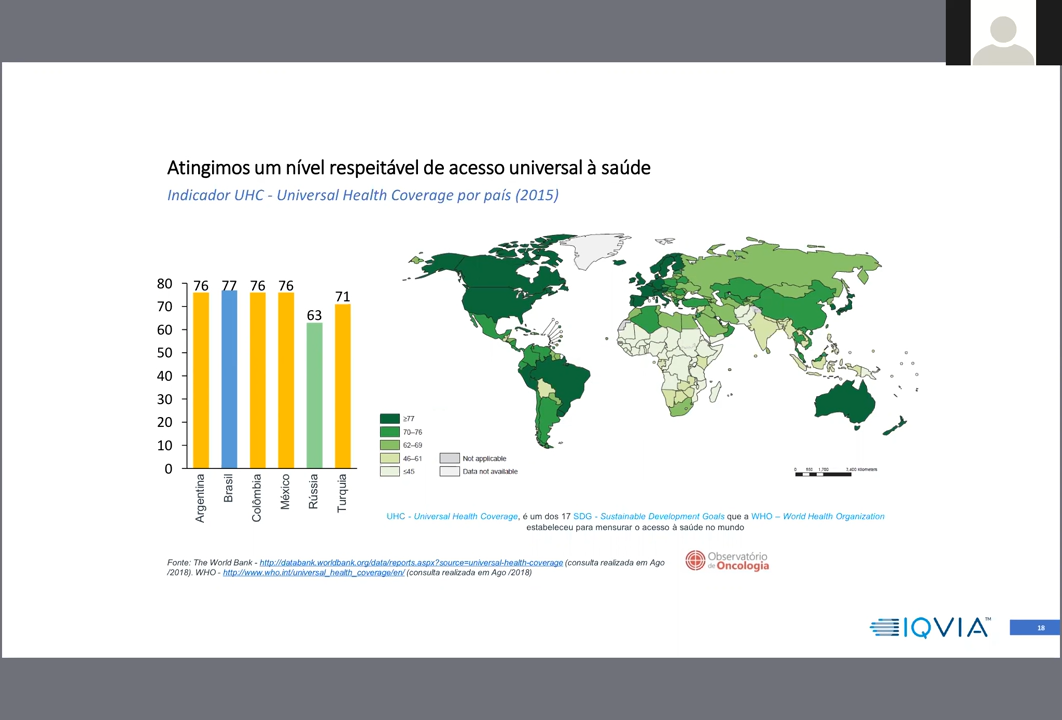 Atingimos um nível respeitável de acesso universal à saúde
Indicador UHC - Universal Health Coverage por país (2015)
80
70
60
50
40
30
20
10
0
76
77
76
76
63
71
Argentina
Brasil
Colômbia
México
Rússia
Turquia
≥77
70–76
62–69
46–61
≤45
Not applicable
Data not available
UHC - Universal Health Coverage, é um dos 17 SDG - Sustainable Development Goals que a WHO – World Health Organization
estabeleceu para mensurar o acesso à saúde no mundo
Fonte: The World Bank - http://databank.worldbank.org/data/reports.aspx?source=universal-health-coverage (consulta realizada em Ago
/2018). WHO - http://www.who.int/universal_health_coverage/en/ (consulta realizada em Ago /2018)
Observatório
de Oncologia
IQVIA™
18